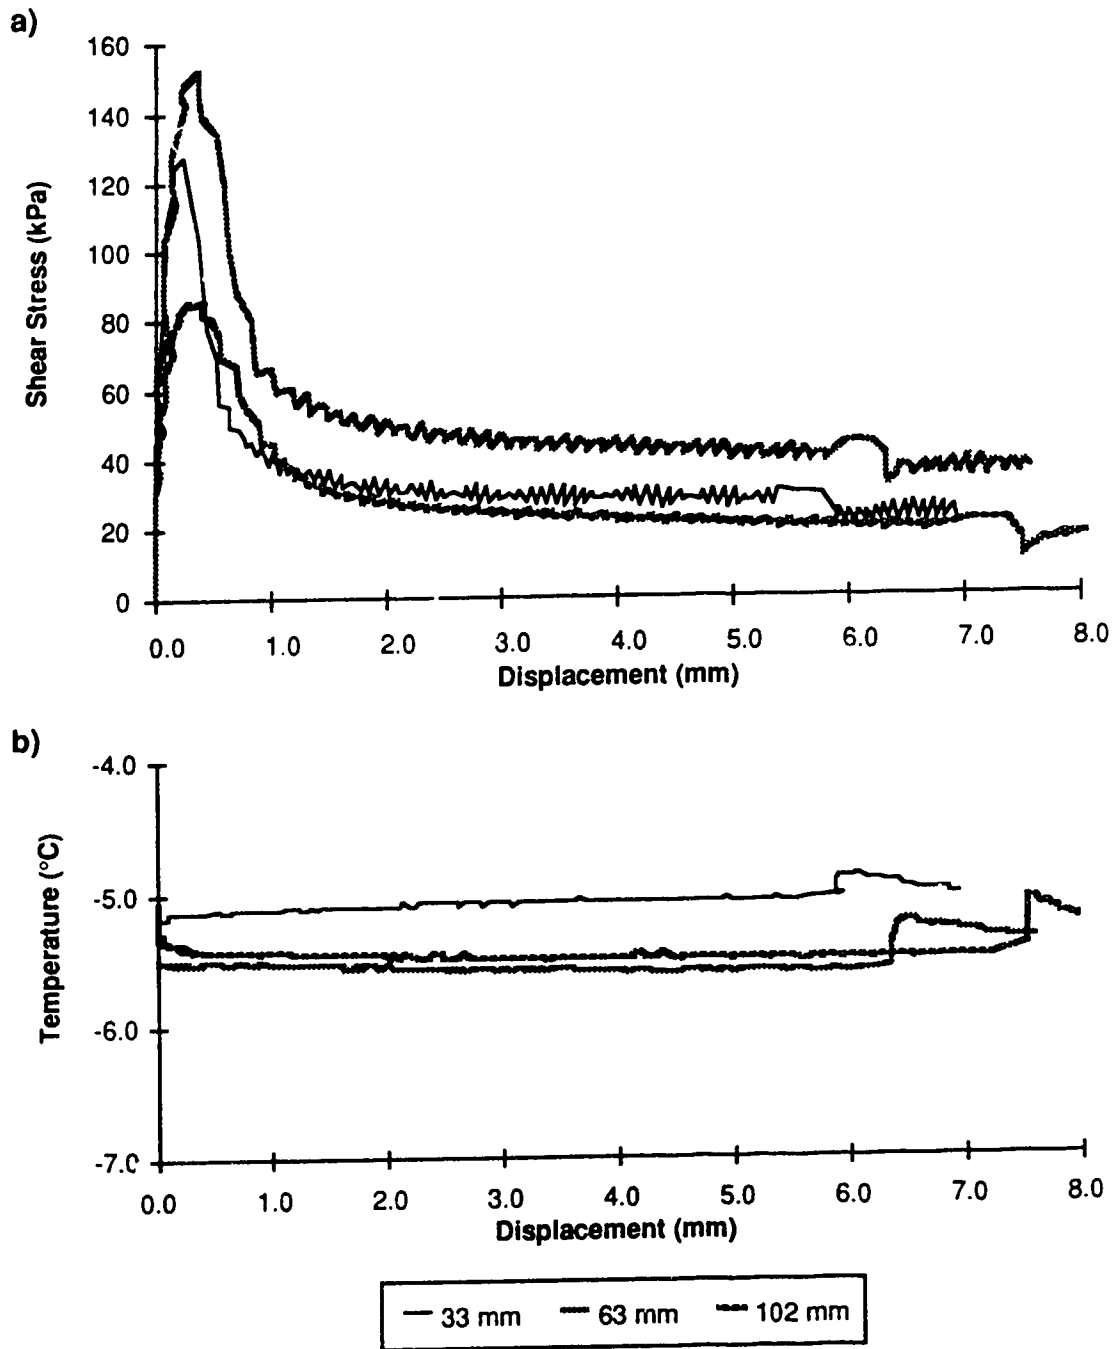 a)
160
140
120
100
80
60
40
20
0
Shear Stress (kPa)
0.0 1.0 2.0 3.0 4.0 5.0 6.0 7.0 8.0
Displacement (mm)
b)
-4.0
-5.0
-6.0
-7.0
Temperature (°C)
0.0 1.0 2.0 3.0 4.0 5.0 6.0 7.0 8.0
Displacement (mm)
33 mm 63 mm 102 mm